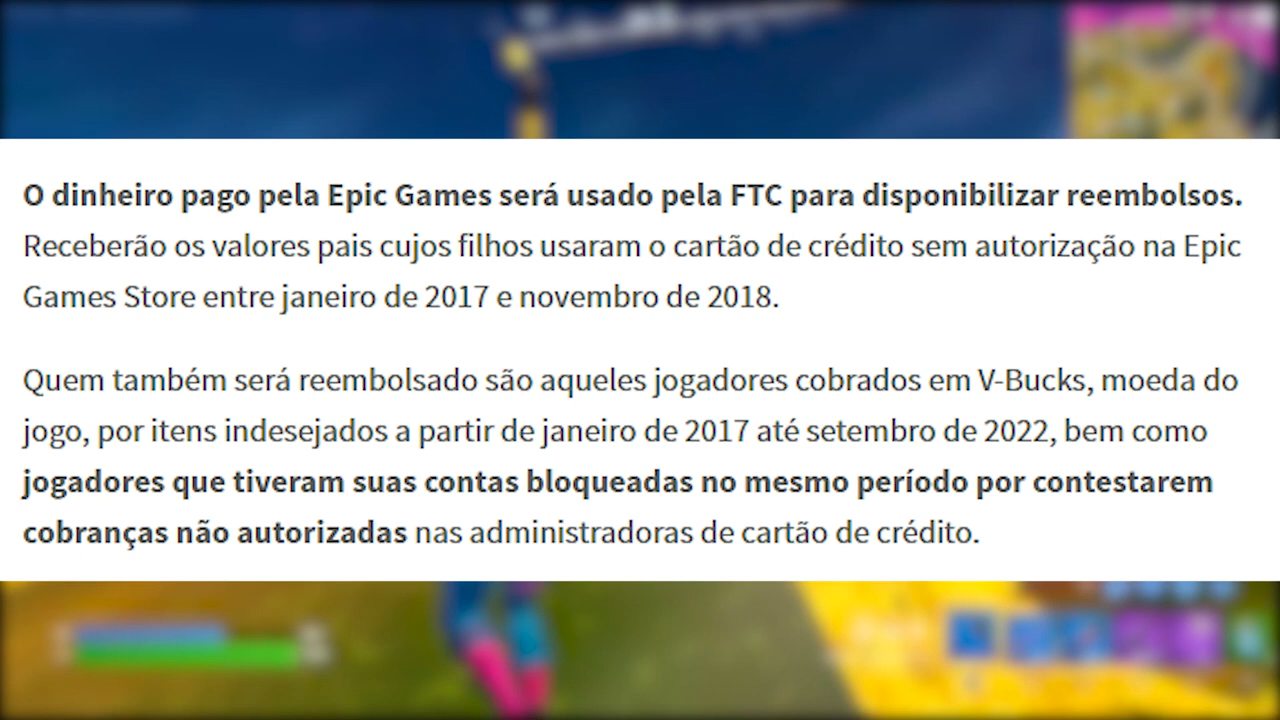 O dinheiro pago pela Epic Games será usado pela FTC para disponibilizar reembolsos.
Receberão os valores pais cujos filhos usaram o cartão de crédito sem autorização na Epic
Games Store entre janeiro de 2017 e novembro de 2018.
Quem também será reembolsado são aqueles jogadores cobrados em V-Bucks, moeda do
jogo, por itens indesejados a partir de janeiro de 2017 até setembro de 2022, bem como
jogadores que tiveram suas contas bloqueadas no mesmo período por contestarem
cobranças não autorizadas nas administradoras de cartão de crédito.